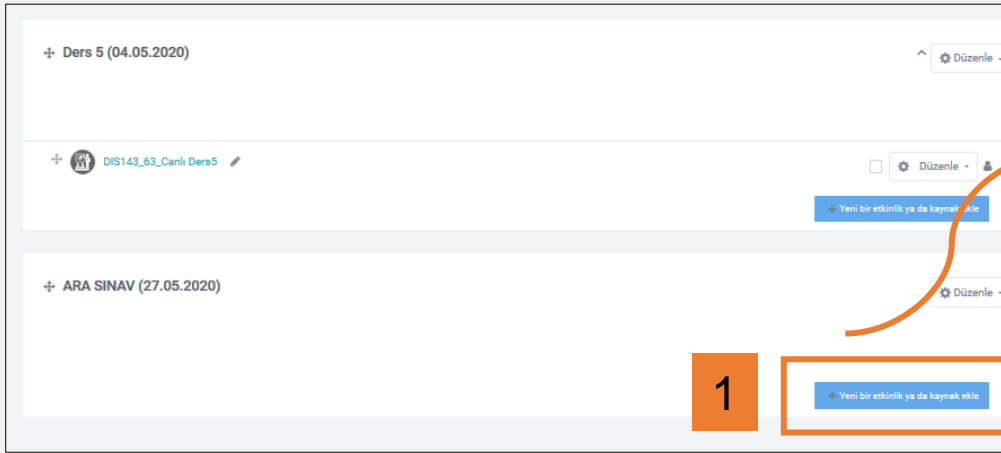 Ders 5 (04.05.2020)
Düzenle
DIS143_63_Canlı Ders5
Düzenle
Yeni bir etkinlik ya da kaynak ekle
ARA SINAV (27.05.2020)
Düzenle
1
Yeni bir etkinlik ya da kaynak ekle